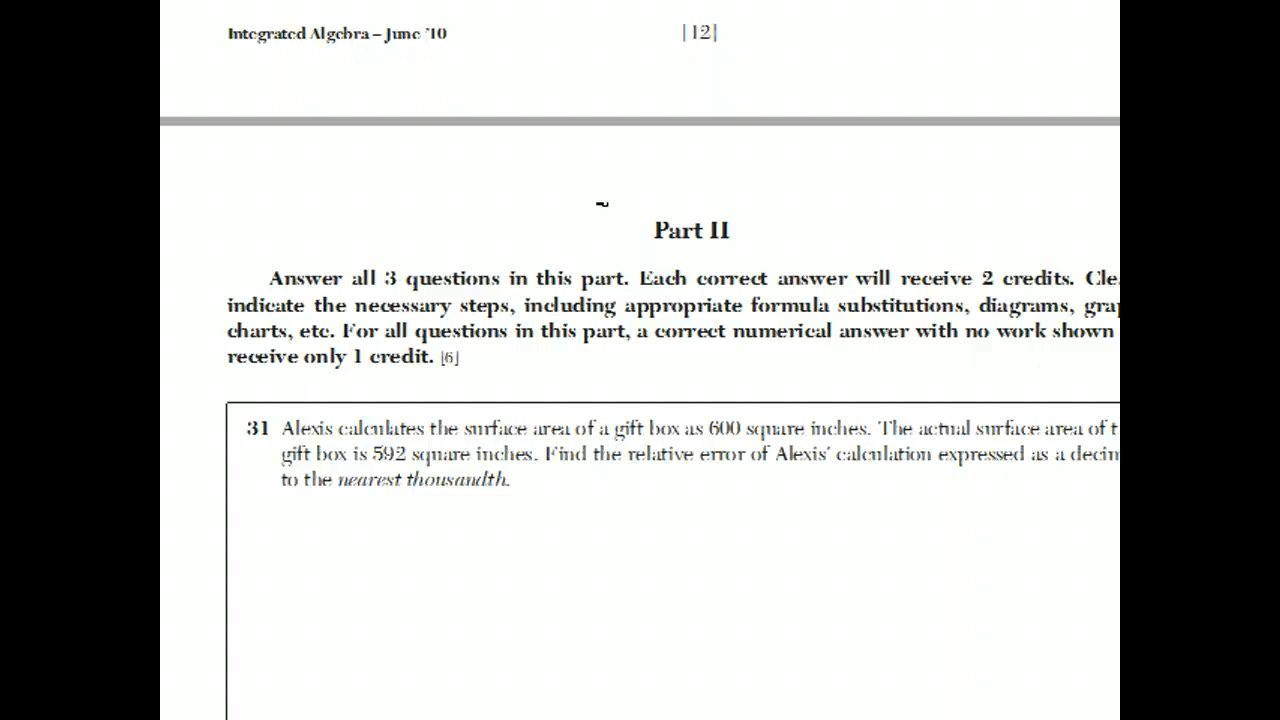 Integrated Algebra – June '10
[12]
Part II
Answer all 3 questions in this part. Each correct answer will receive 2 credits.
indicate the necessary steps, including appropriate formula substitutions, diagrams,
charts, etc. For all questions in this part, a correct numerical answer with no work shown
receive only 1 credit. [6]
31 Alexis calculates the surface area of a gift box as 600 square inches. The actual surface area of
gift box is 592 square inches. Find the relative error of Alexis' calculation expressed as a
to the nearest thousandth.